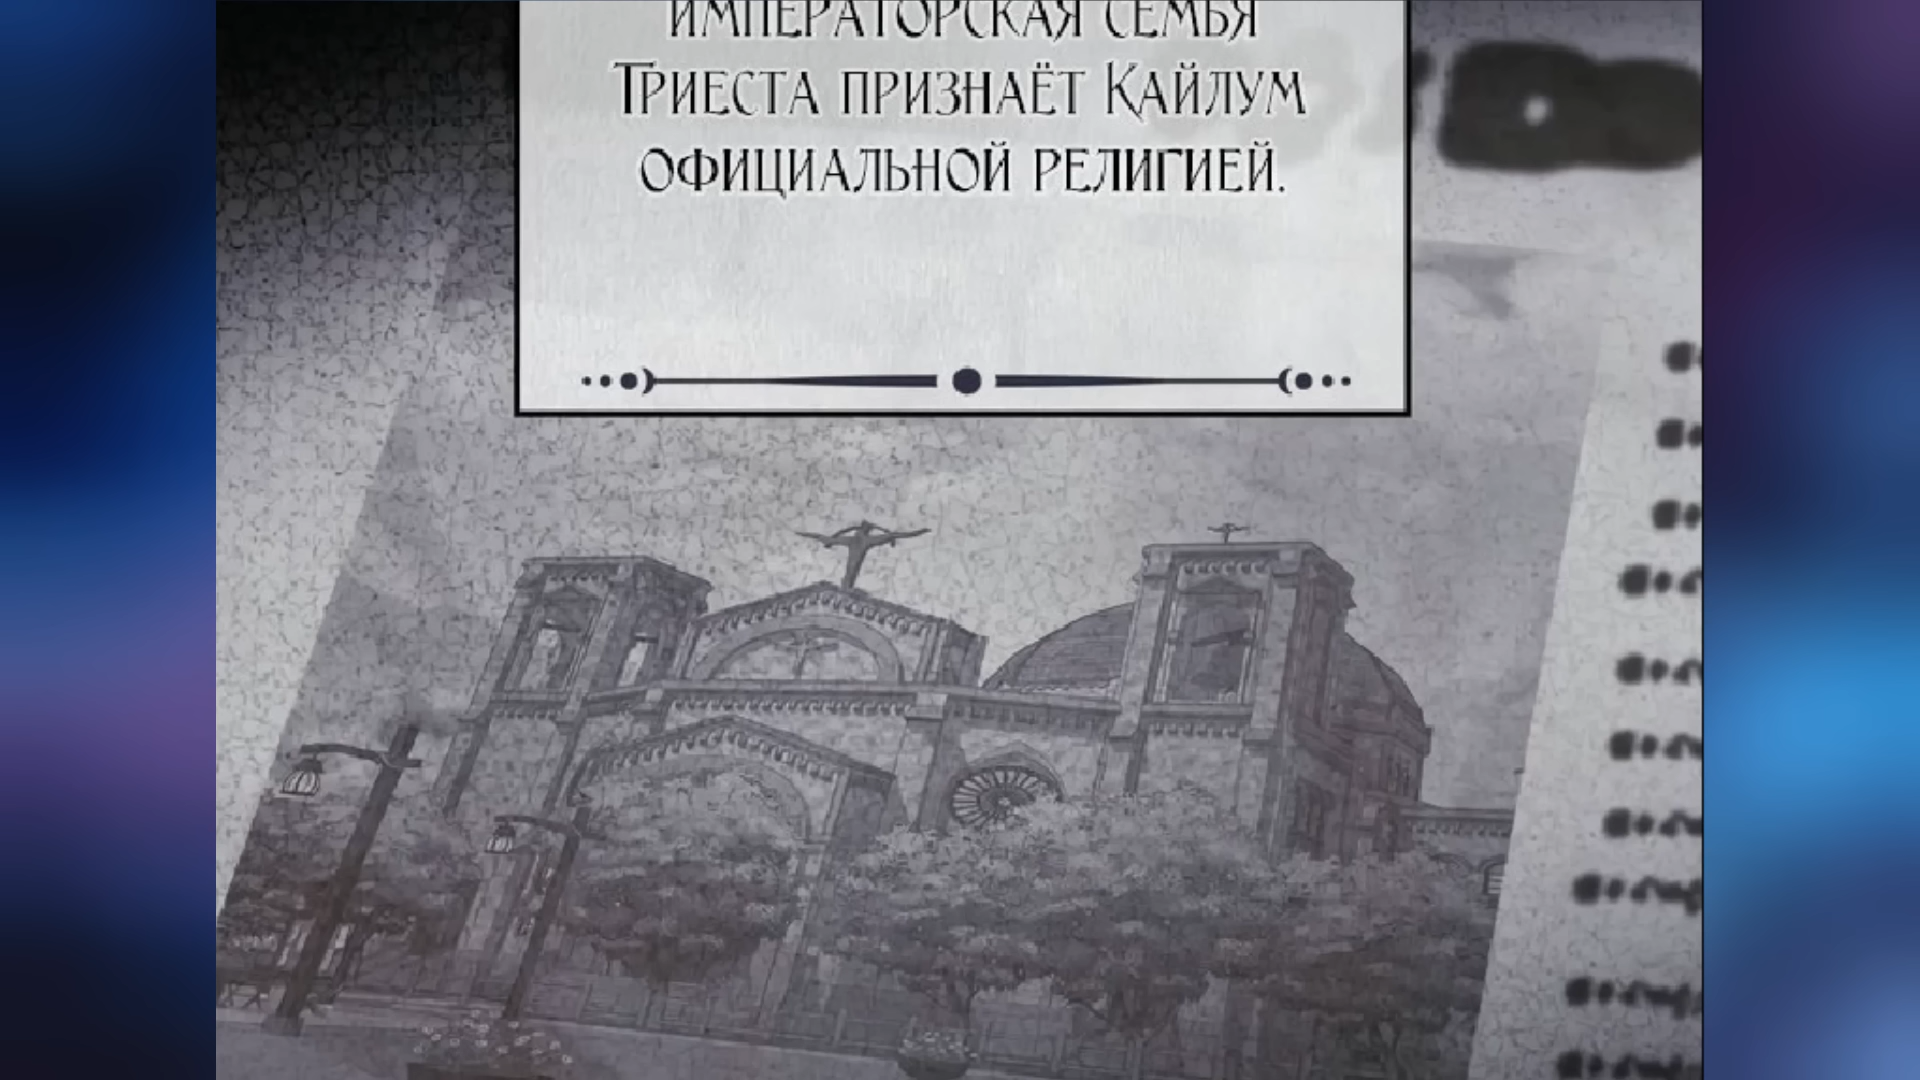 императорская семья
Триеста признаёт Кайлум
официальной религией.